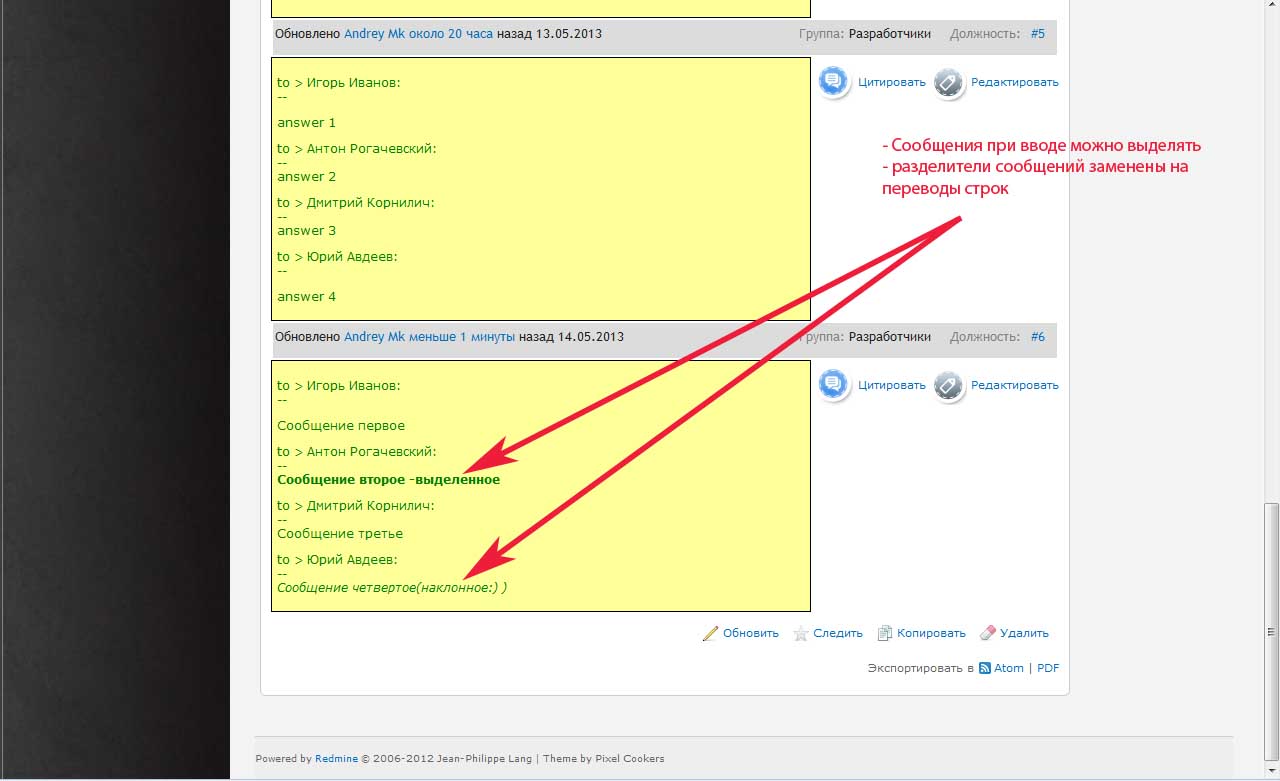 Обновлено Andrey Mk около 20 часа назад 13.05.2013 Группа: Разработчики Должность: #5
to > Игорь Иванов:
--
answer 1
to > Антон Рогачевский:
--
answer 2
to > Дмитрий Корнилич:
--
answer 3
to > Юрий Авдеев:
--
answer 4
Цитировать Редактировать
- Сообщения при вводе можно выделять
- разделители сообщений заменены на
переводы строк
Обновлено Andrey Mk меньше 1 минуты назад 14.05.2013 Группа: Разработчики Должность: #6
to > Игорь Иванов:
--
Сообщение первое
to > Антон Рогачевский:
--
Сообщение второе -выделенное
to > Дмитрий Корнилич:
--
Сообщение третье
to > Юрий Авдеев:
--
Сообщение четвертое(наклонное:) )
Цитировать Редактировать
Обновить Следить Копировать Удалить
Экспортировать в Atom | PDF
Powered by Redmine © 2006-2012 Jean-Philippe Lang | Theme by Pixel Cookers